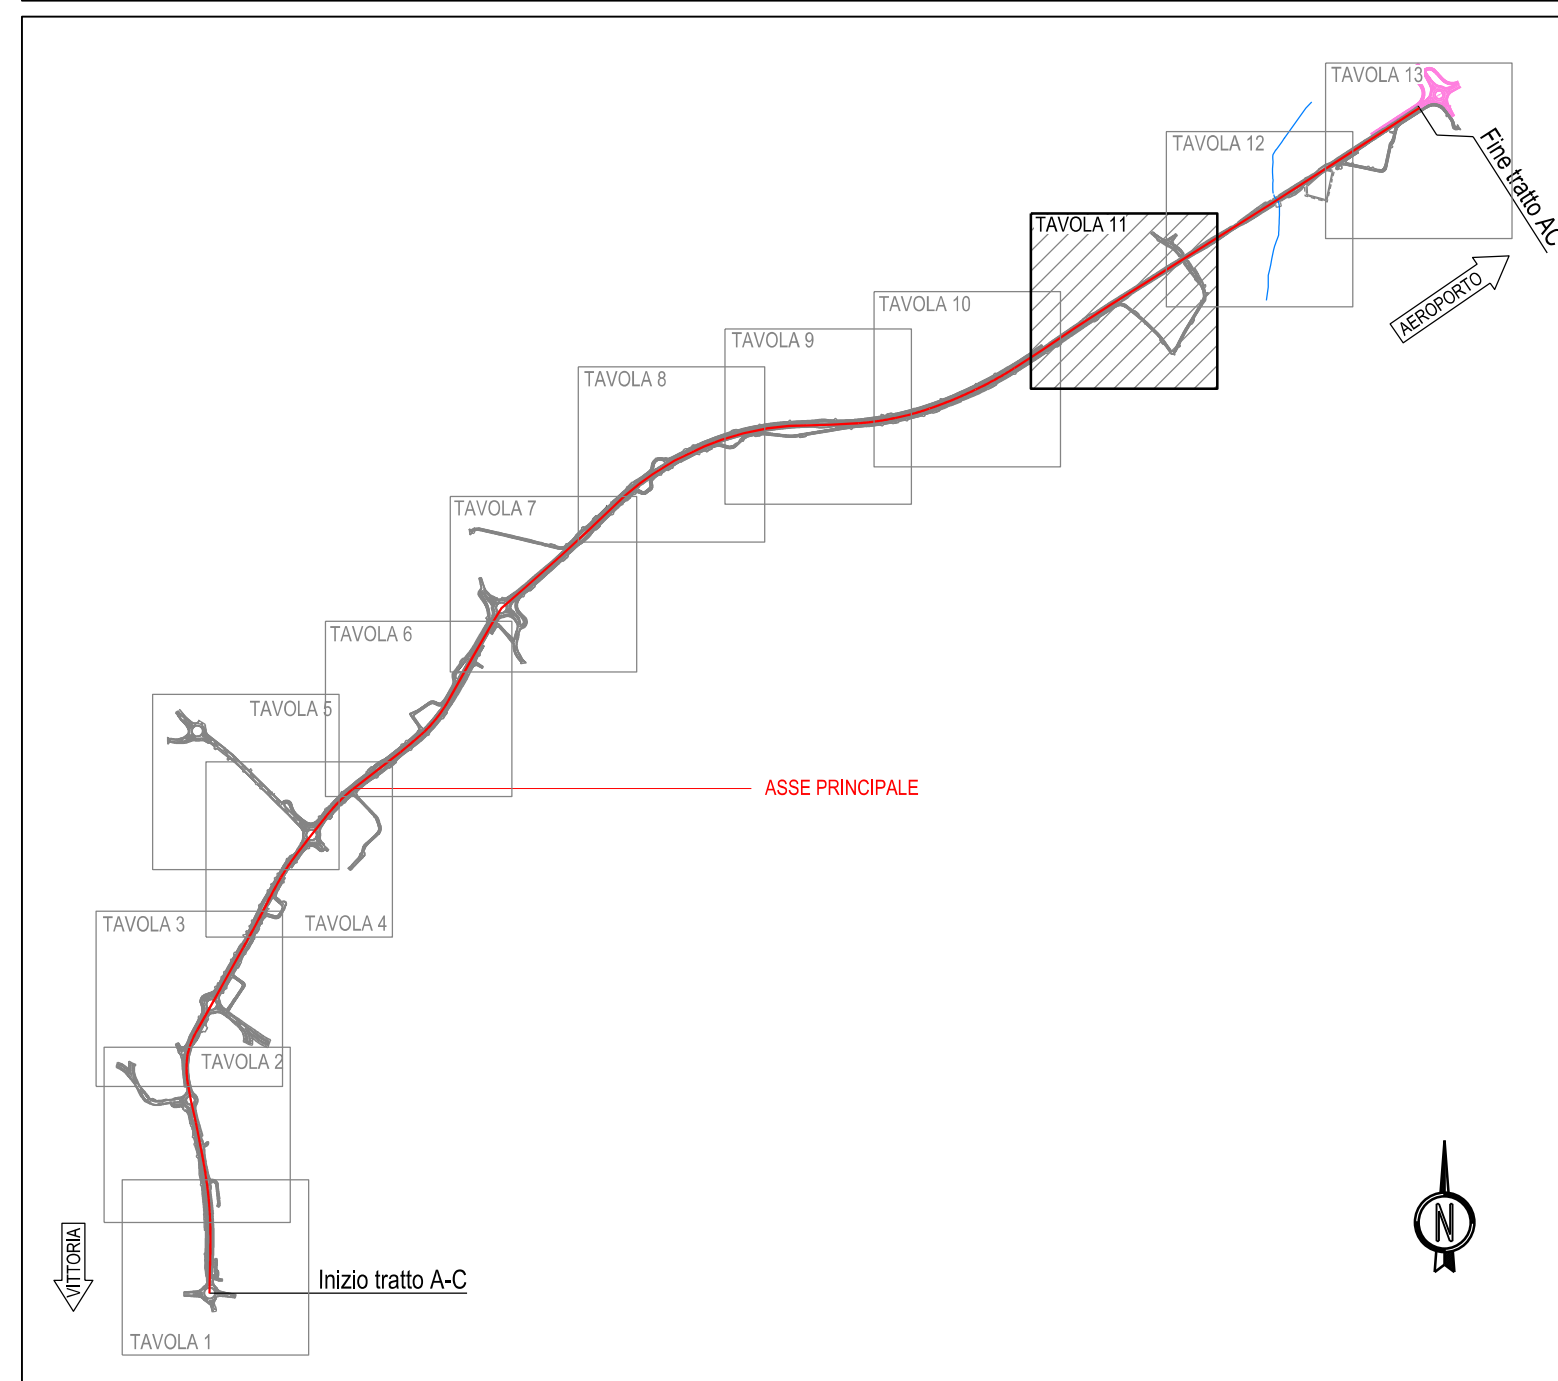 TAVOLA 13
TAVOLA 12
Fine tratto AC
TAVOLA 11
AEROPORTO
TAVOLA 10
TAVOLA 9
TAVOLA 8
TAVOLA 7
TAVOLA 6
TAVOLA 5
ASSE PRINCIPALE
TAVOLA 3
TAVOLA 4
TAVOLA 2
N
VITTORIA
Inizio tratto A-C
TAVOLA 1